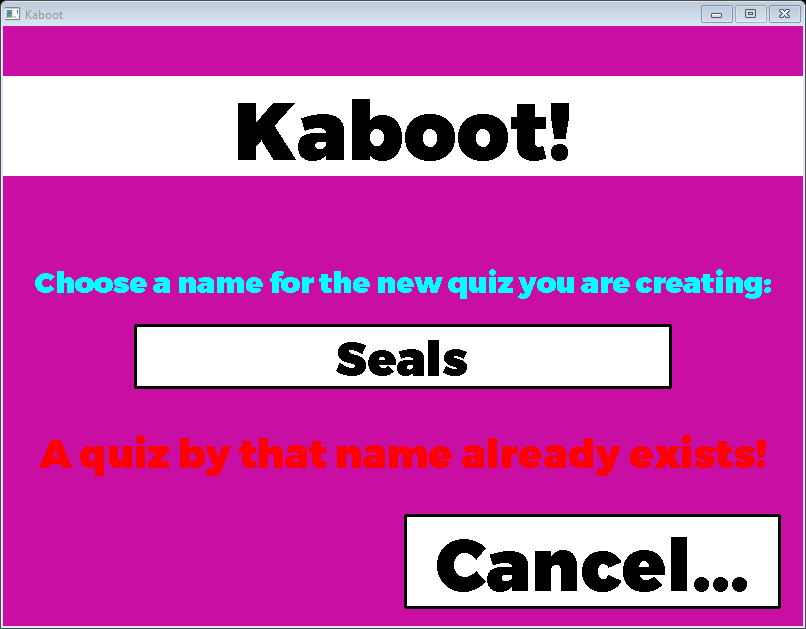 Kaboot
Kaboot!
Choose a name for the new quiz you are creating:
Seals
A quiz by that name already exists!
Cancel...